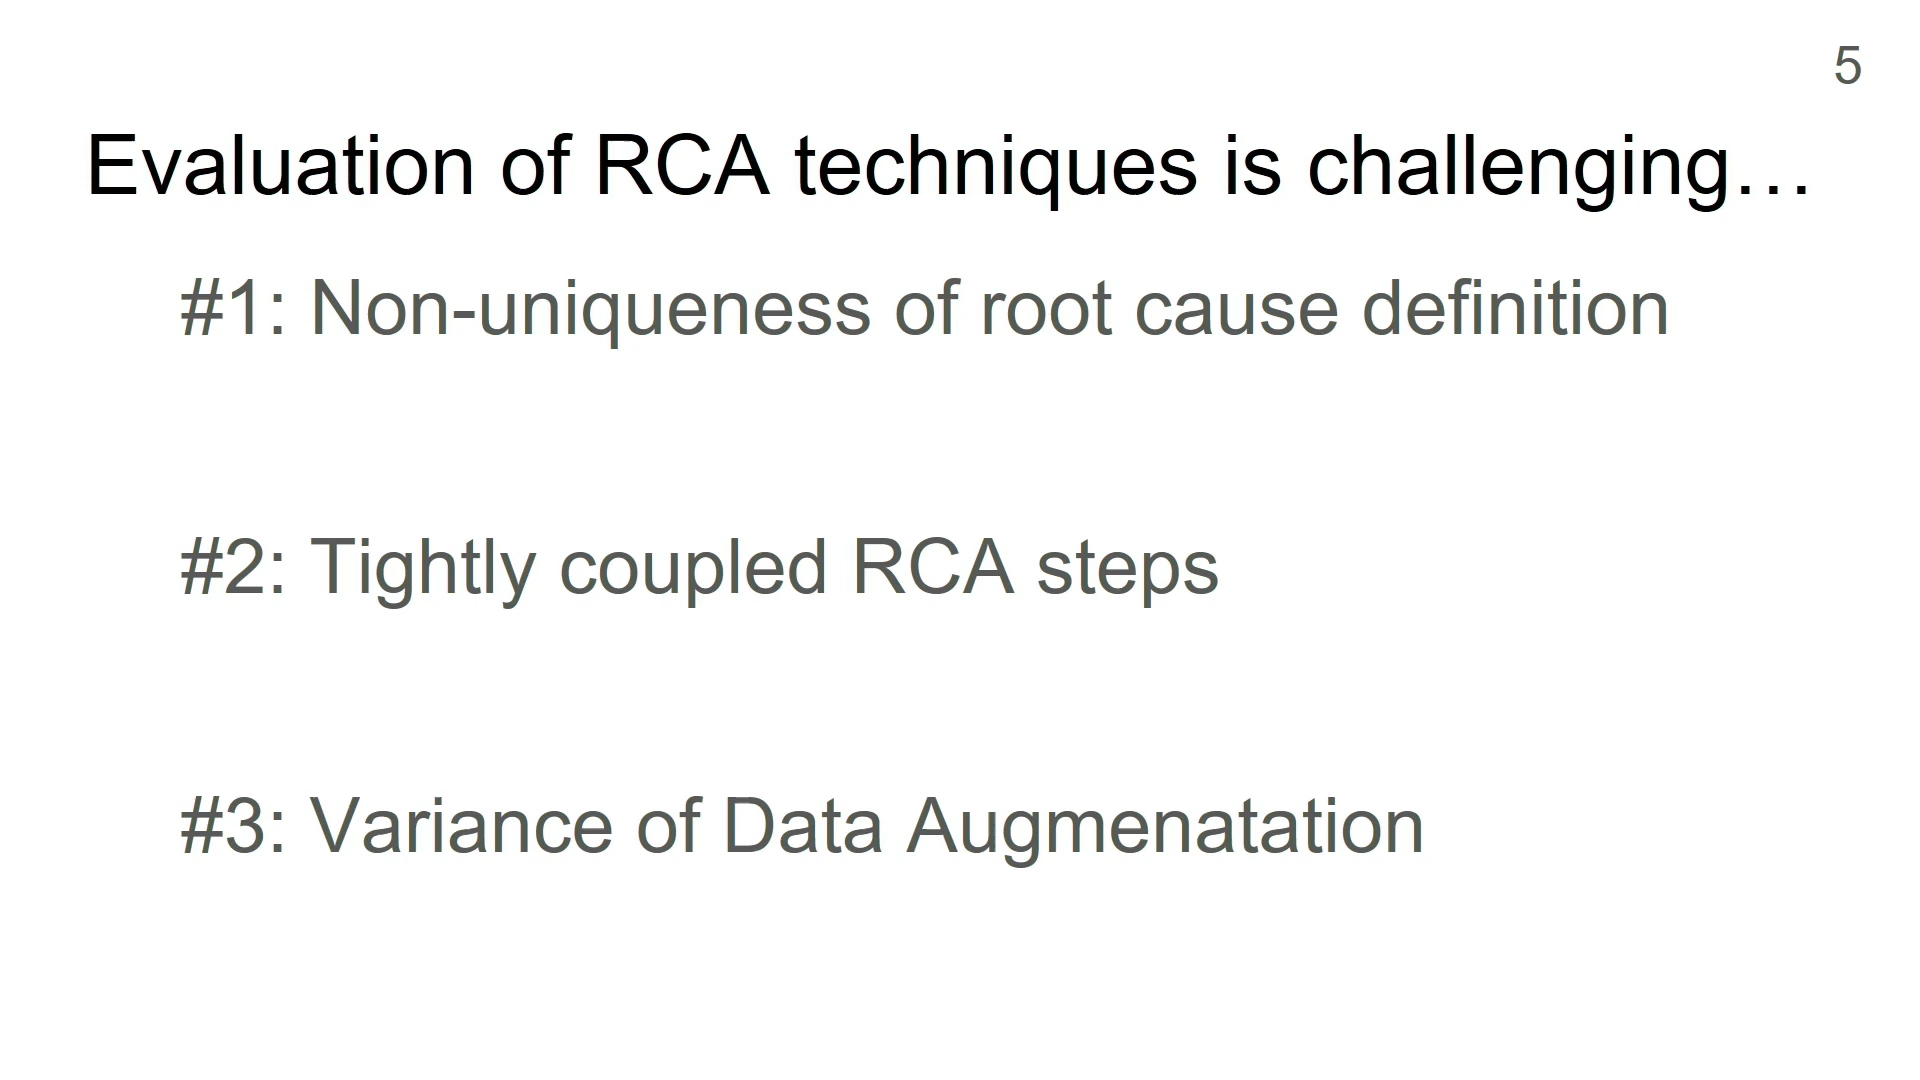 5
Evaluation of RCA techniques is challenging…
#1: Non-uniqueness of root cause definition
#2: Tightly coupled RCA steps
#3: Variance of Data Augmenatation